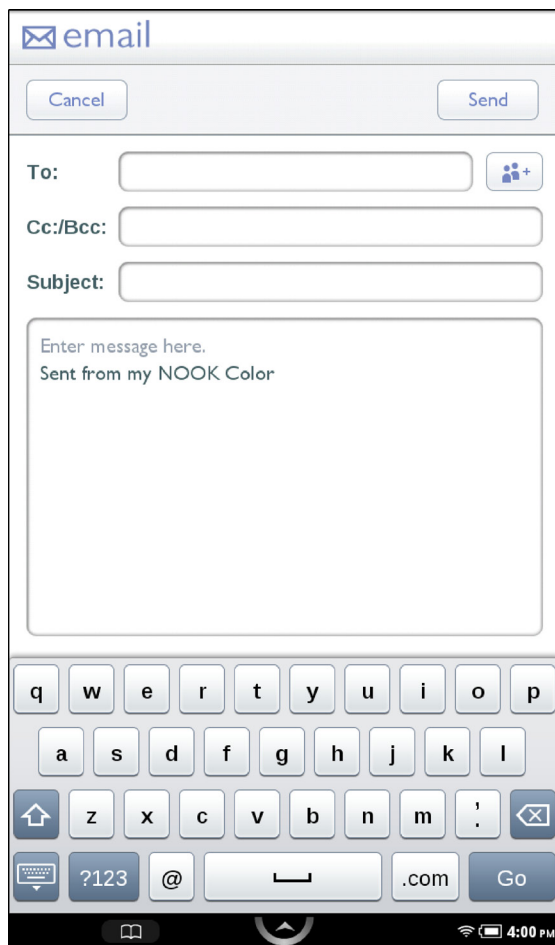 email
Cancel Send
To: +
Cc:/Bcc:
Subject:
Enter message here.
Sent from my NOOK Color
q w e r t y u i o p
a s d f g h j k l
z x c v b n m , .
?123 @ .com Go
4:00 PM